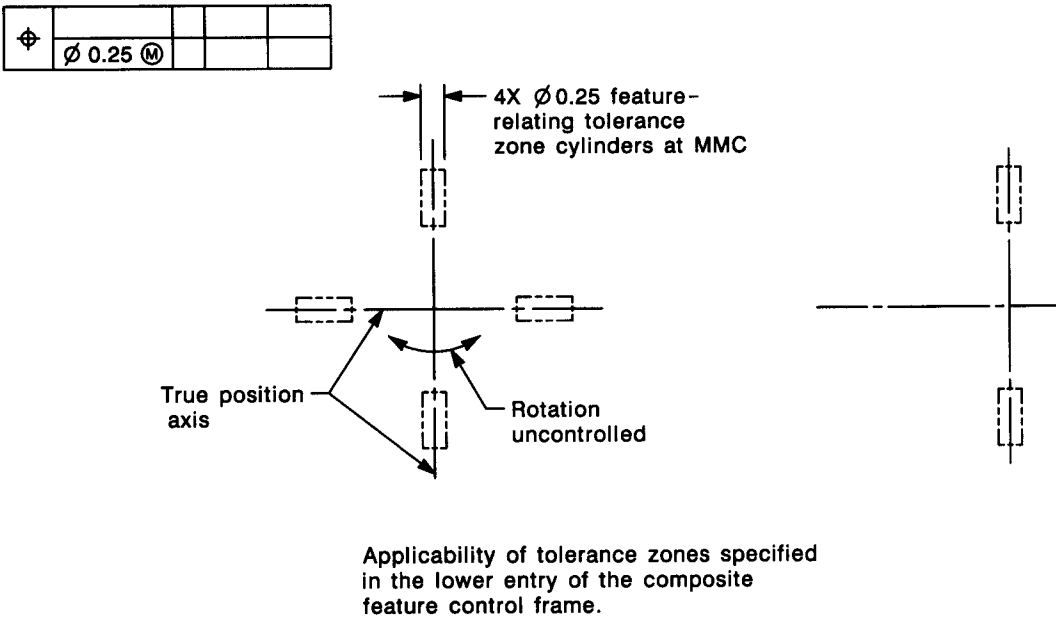 ⌖ Ø 0.25 Ⓜ
4X Ø 0.25 feature-
relating tolerance
zone cylinders at MMC
True position
axis
Rotation
uncontrolled
Applicability of tolerance zones specified
in the lower entry of the composite
feature control frame.